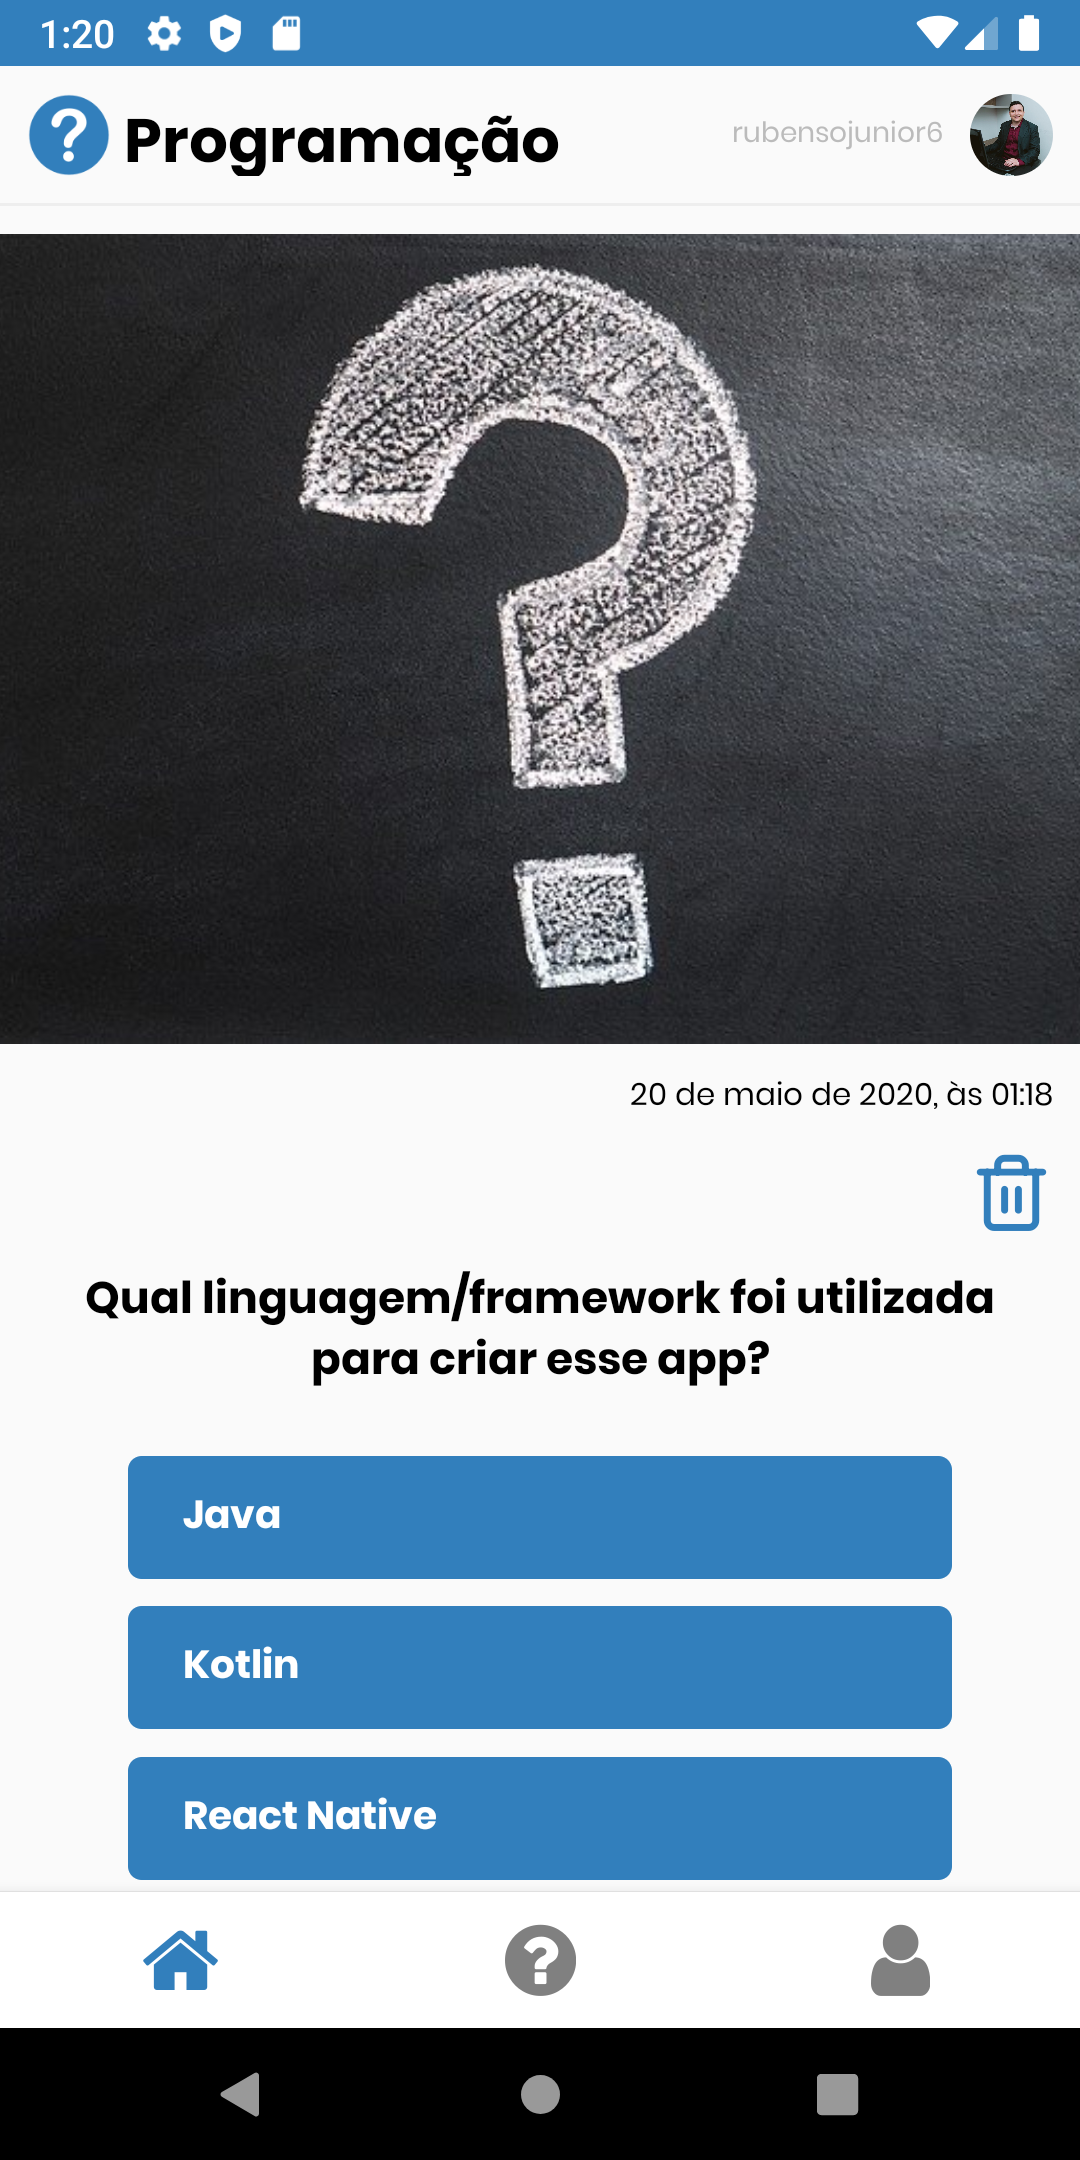 1:20
Programação
rubensojunior6
20 de maio de 2020, às 01:18
Qual linguagem/framework foi utilizada
para criar esse app?
Java
Kotlin
React Native